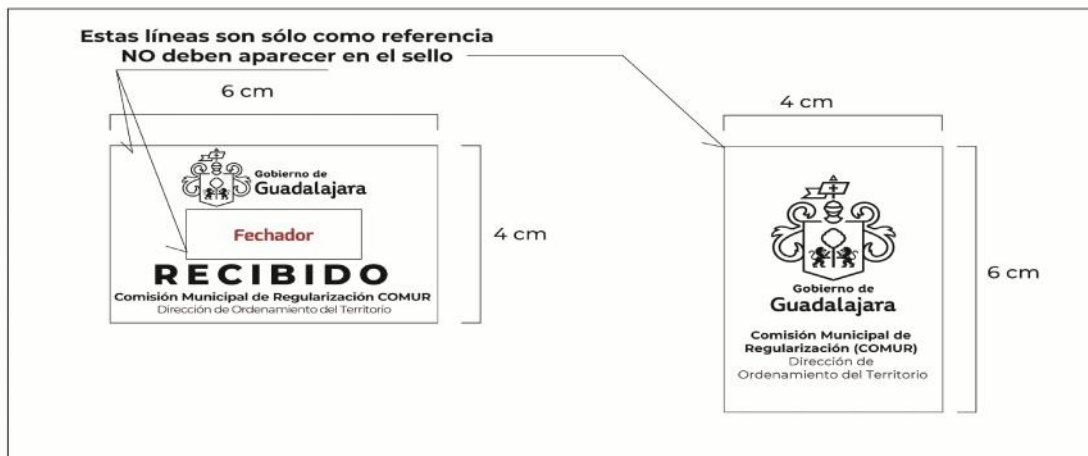 Estas líneas son sólo como referencia
NO deben aparecer en el sello
6 cm
Gobierno de
Guadalajara
Fechador
RECIBIDO
Comisión Municipal de Regularización COMUR
Dirección de Ordenamiento del Territorio
4 cm
4 cm
Gobierno de
Guadalajara
Comisión Municipal de
Regularización (COMUR)
Dirección de
Ordenamiento del Territorio
6 cm